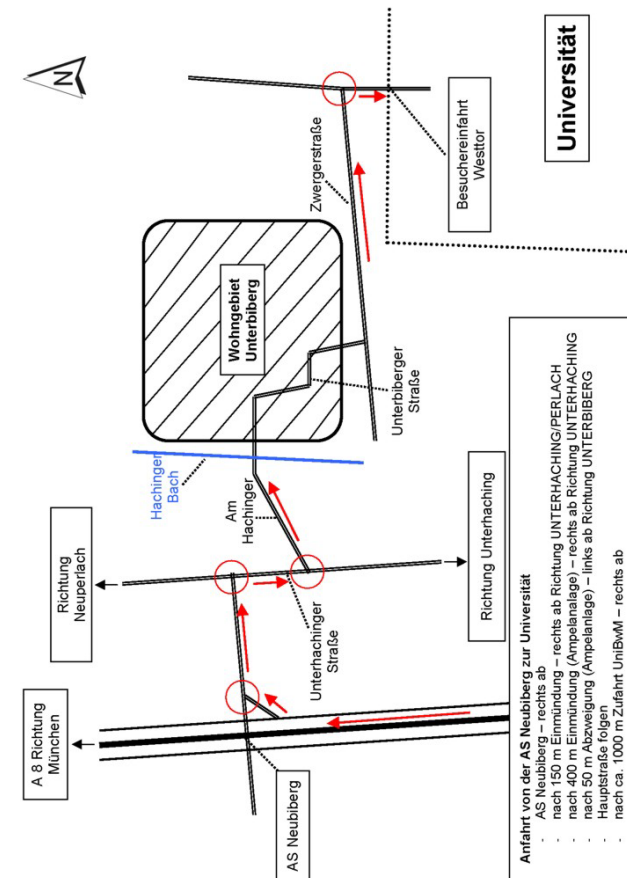 N
A 8 Richtung
München
Richtung
Neuperlach
Hachinger
Bach
Wohngebiet
Unterbiberg
Zwergerstraße
Am
Hachinger
Unterbiberger
Straße
Besuchereinfahrt
Westtor
Universität
AS Neubiberg
Unterhachinger
Straße
Richtung Unterhaching
Anfahrt von der AS Neubiberg zur Universität
- AS Neubiberg – rechts ab
- nach 150 m Einmündung – rechts ab Richtung UNTERHACHING/PERLACH
- nach 400 m Einmündung (Ampelanalage) – rechts ab Richtung UNTERHACHING
- nach 50 m Abzweigung (Ampelanlage) – links ab Richtung UNTERBIBERG
- Hauptstraße folgen
- nach ca. 1000 m Zufahrt UniBwM – rechts ab